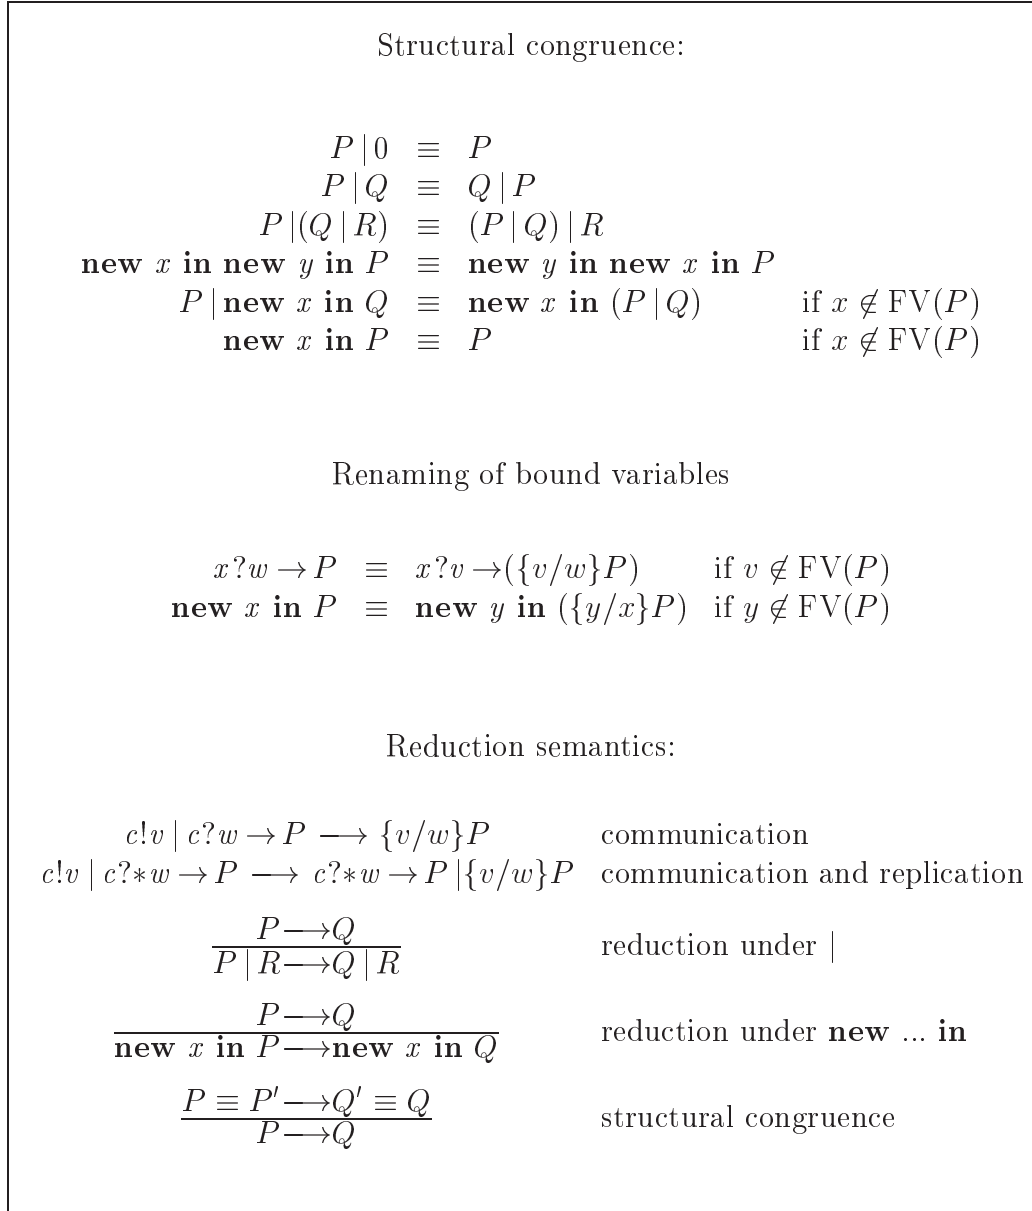 Structural congruence:
P | 0 ≡ P
P | Q ≡ Q | P
P |(Q | R) ≡ (P | Q) | R
new x in new y in P ≡ new y in new x in P
P | new x in Q ≡ new x in (P | Q) if x ∉ FV(P)
new x in P ≡ P if x ∉ FV(P)
Renaming of bound variables
x?w → P ≡ x?v →({v/w}P) if v ∉ FV(P)
new x in P ≡ new y in ({y/x}P) if y ∉ FV(P)
Reduction semantics:
c!v | c?w → P ⟶ {v/w}P communication
c!v | c?∗w → P ⟶ c?∗w → P |{v/w}P communication and replication
P⟶Q
P | R⟶Q | R reduction under |
P⟶Q
new x in P⟶new x in Q reduction under new ... in
P ≡ P′⟶Q′ ≡ Q
P⟶Q structural congruence